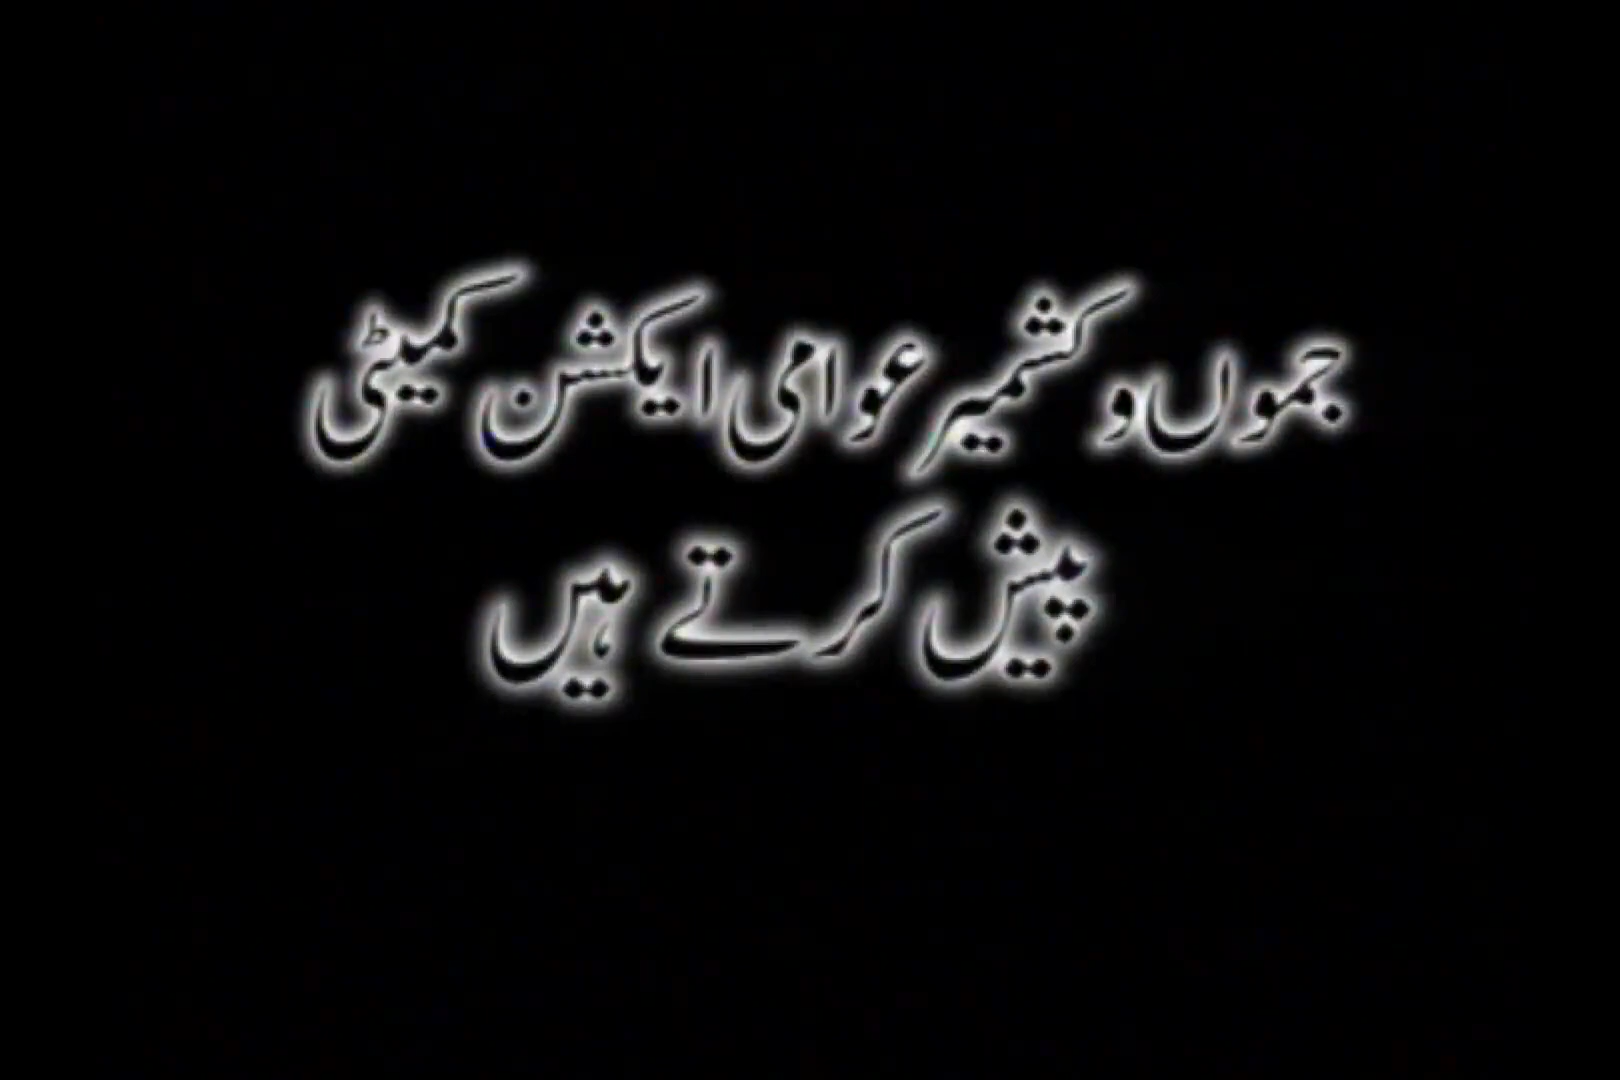 جموں و کشمیر عوامی ایکشن کمیٹی
پیش کرتے ہیں